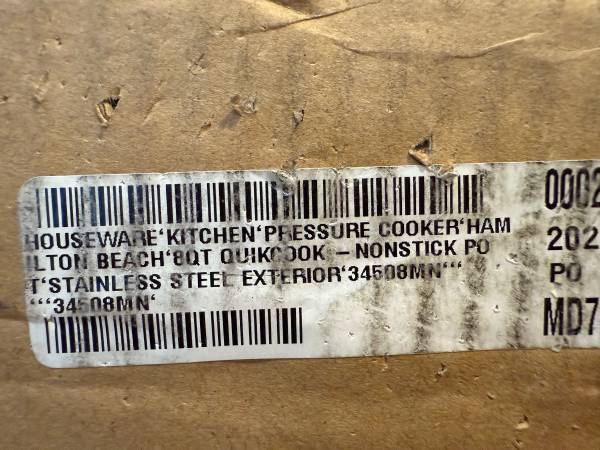 HOUSEWARE'KITCHEN'PRESSURE COOKER'HAM
ILTON BEACH'8QT QUIKCOOK - NONSTICK PO
T'STAINLESS STEEL EXTERIOR'34508MN'''
'''34508MN'
0002
202
PO
MD7